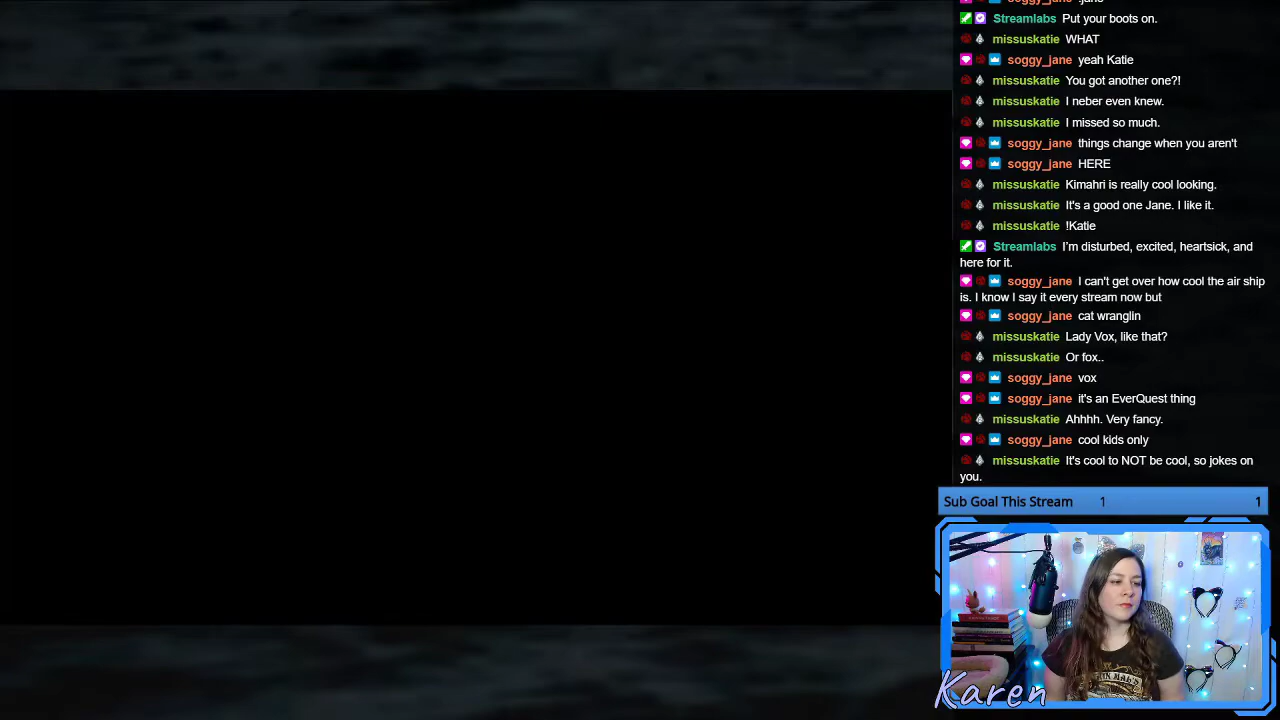 Streamlabs Put your boots on.
missuskatie WHAT
soggy_jane yeah Katie
missuskatie You got another one?!
missuskatie I neber even knew.
missuskatie I missed so much.
soggy_jane things change when you aren't
soggy_jane HERE
missuskatie Kimahri is really cool looking.
missuskatie It's a good one Jane. I like it.
missuskatie !Katie
Streamlabs I'm disturbed, excited, heartsick, and
here for it.
soggy_jane I can't get over how cool the air ship
is. I know I say it every stream now but
soggy_jane cat wranglin
missuskatie Lady Vox, like that?
missuskatie Or fox..
soggy_jane vox
soggy_jane it's an EverQuest thing
missuskatie Ahhhh. Very fancy.
soggy_jane cool kids only
missuskatie It's cool to NOT be cool, so jokes on
you.
Sub Goal This Stream 1 1
Karen